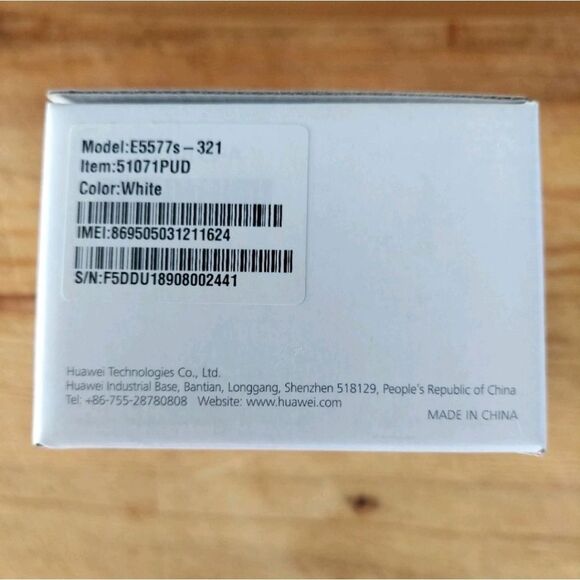 Model:E5577s-321
Item:51071PUD
Color:White
IMEI:869505031211624
S/N:F5DDU18908002441
Huawei Technologies Co., Ltd.
Huawei Industrial Base, Bantian, Longgang, Shenzhen 518129, People's Republic of China
Tel: +86-755-28780808 Website: www.huawei.com
MADE IN CHINA